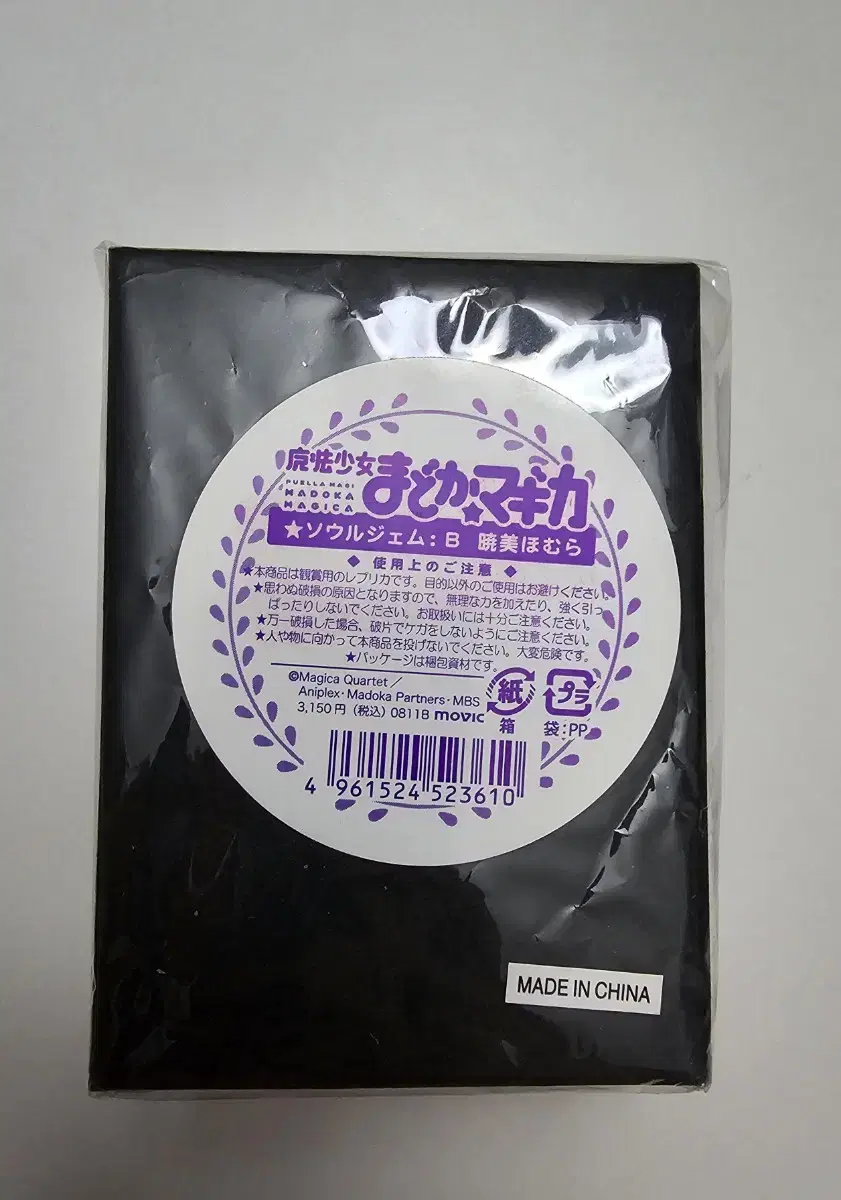 魔法少女
まどか★マギカ
PUELLA MAGI
MADOKA
MAGICA
★ソウルジェム:B 暁美ほむら
◆ 使用上のご注意 ◆
★本商品は観賞用のレプリカです。目的以外のご使用はお避けください。
★思わぬ破損の原因となりますので、無理な力を加えたり、強く引っ
ぱったりしないでください。お取扱いには十分ご注意ください。
★万一破損した場合、破片でケガをしないようにご注意ください。
★人や物に向かって本商品を投げないでください。大変危険です。
★パッケージは梱包資材です。
©Magica Quartet/
Aniplex・Madoka Partners・MBS
3,150円(税込)0811B movic
紙
箱
プラ
袋:PP
4 961524 523610
MADE IN CHINA